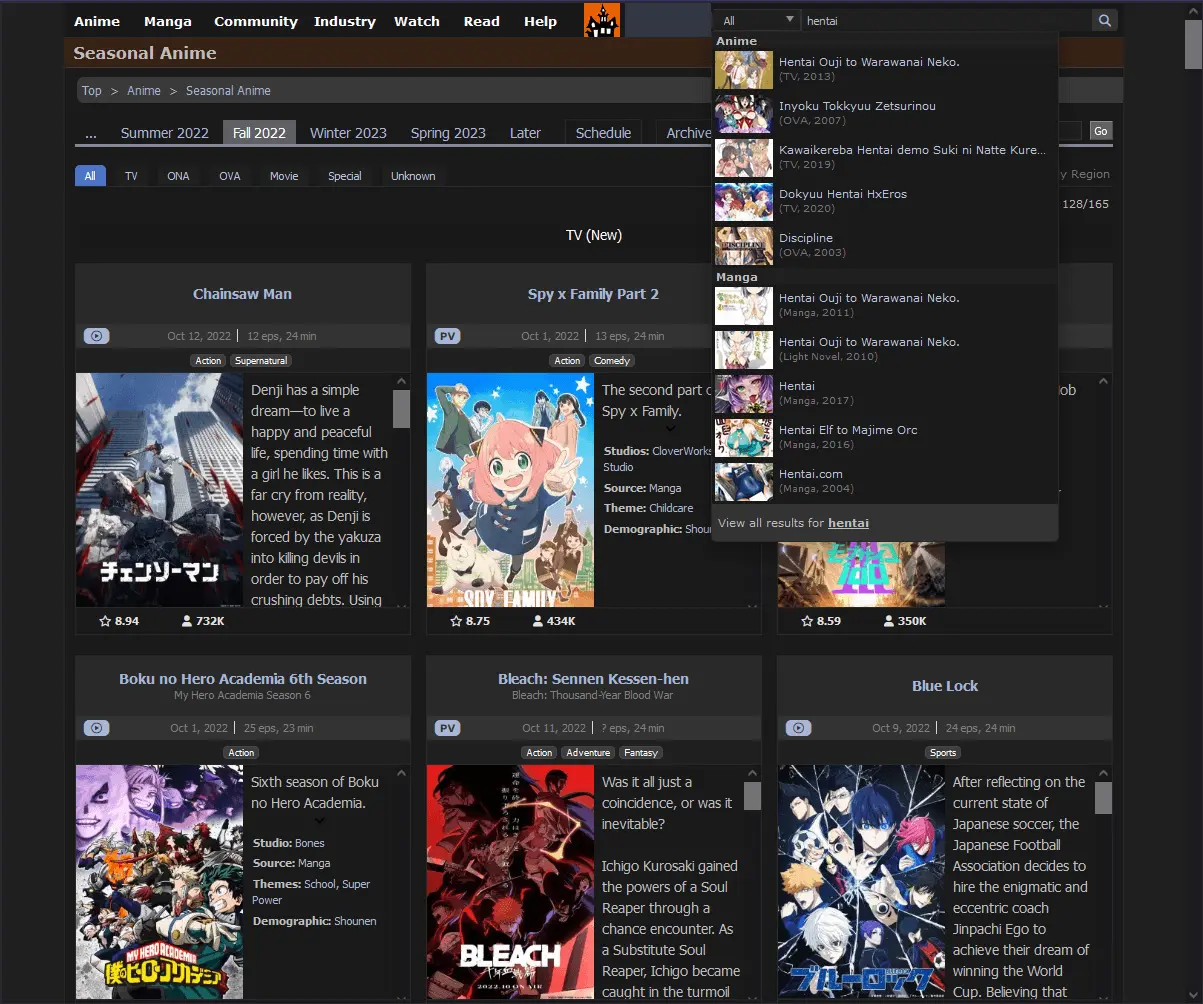 Anime Manga Community Industry Watch Read Help
All hentai
Seasonal Anime
Top > Anime > Seasonal Anime
... Summer 2022 Fall 2022 Winter 2023 Spring 2023 Later Schedule Archive
Go
All TV ONA OVA Movie Special Unknown
y Region
128/165
TV (New)
Anime
Hentai Ouji to Warawanai Neko.
(TV, 2013)
Inyoku Tokkyuu Zetsurinou
(OVA, 2007)
Kawaikereba Hentai demo Suki ni Natte Kure...
(TV, 2019)
Dokyuu Hentai HxEros
(TV, 2020)
Discipline
(OVA, 2003)
Manga
Hentai Ouji to Warawanai Neko.
(Manga, 2011)
Hentai Ouji to Warawanai Neko.
(Light Novel, 2010)
Hentai
(Manga, 2017)
Hentai Elf to Majime Orc
(Manga, 2016)
Hentai.com
(Manga, 2004)
View all results for hentai
Chainsaw Man
Oct 12, 2022 | 12 eps, 24 min
Action Supernatural
チェンソーマン
Denji has a simple
dream—to live a
happy and peaceful
life, spending time with
a girl he likes. This is a
far cry from reality,
however, as Denji is
forced by the yakuza
into killing devils in
order to pay off his
crushing debts. Using
8.94 732K
Spy x Family Part 2
PV Oct 1, 2022 | 13 eps, 24 min
Action Comedy
SPY FAMILY
The second part o
Spy x Family.
Studios: CloverWorks
Studio
Source: Manga
Theme: Childcare
Demographic: Shoun
8.75 434K
ob
8.59 350K
Boku no Hero Academia 6th Season
My Hero Academia Season 6
Oct 1, 2022 | 25 eps, 23 min
Action
MY HERO ACADEMIA
僕のヒーローアカデミア
Sixth season of Boku
no Hero Academia.
Studio: Bones
Source: Manga
Themes: School, Super
Power
Demographic: Shounen
Bleach: Sennen Kessen-hen
Bleach: Thousand-Year Blood War
PV Oct 11, 2022 | ? eps, 24 min
Action Adventure Fantasy
BLEACH
千年血戦篇
2022.10 ON AIR
Was it all just a
coincidence, or was it
inevitable?
Ichigo Kurosaki gained
the powers of a Soul
Reaper through a
chance encounter. As
a Substitute Soul
Reaper, Ichigo became
caught in the turmoil
Blue Lock
Oct 9, 2022 | 24 eps, 24 min
Sports
ブルーロック
After reflecting on the
current state of
Japanese soccer, the
Japanese Football
Association decides to
hire the enigmatic and
eccentric coach
Jinpachi Ego to
achieve their dream of
winning the World
Cup. Believing that